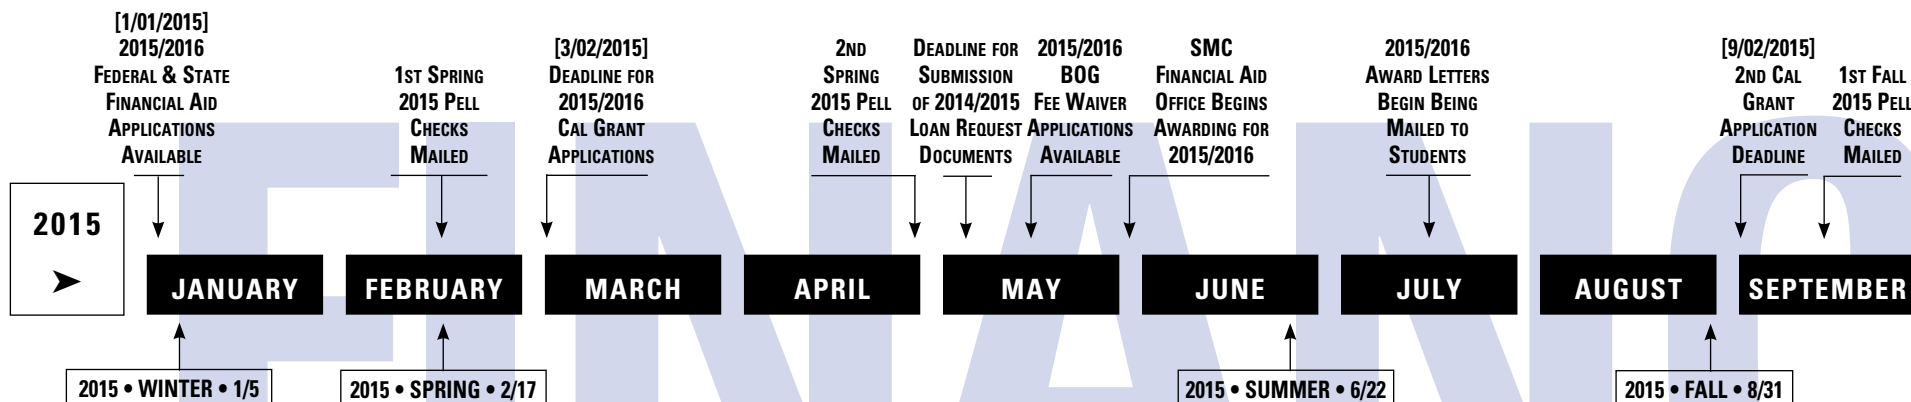 [1/01/2015]
2015/2016
Federal & State
Financial Aid
Applications
Available
1st Spring
2015 Pell
Checks
Mailed
[3/02/2015]
Deadline for
2015/2016
Cal Grant
Applications
2nd
Spring
2015 Pell
Checks
Mailed
Deadline for
Submission
of 2014/2015
Loan Request
Documents
2015/2016
BOG
Fee Waiver
Applications
Available
SMC
Financial Aid
Office Begins
Awarding for
2015/2016
2015/2016
Award Letters
Begin Being
Mailed to
Students
[9/02/2015]
2nd Cal
Grant
Application
Deadline
1st Fall
2015 Pell
Checks
Mailed
2015
JANUARY
FEBRUARY
MARCH
APRIL
MAY
JUNE
JULY
AUGUST
SEPTEMBER
2015 • WINTER • 1/5
2015 • SPRING • 2/17
2015 • SUMMER • 6/22
2015 • FALL • 8/31
FINANC